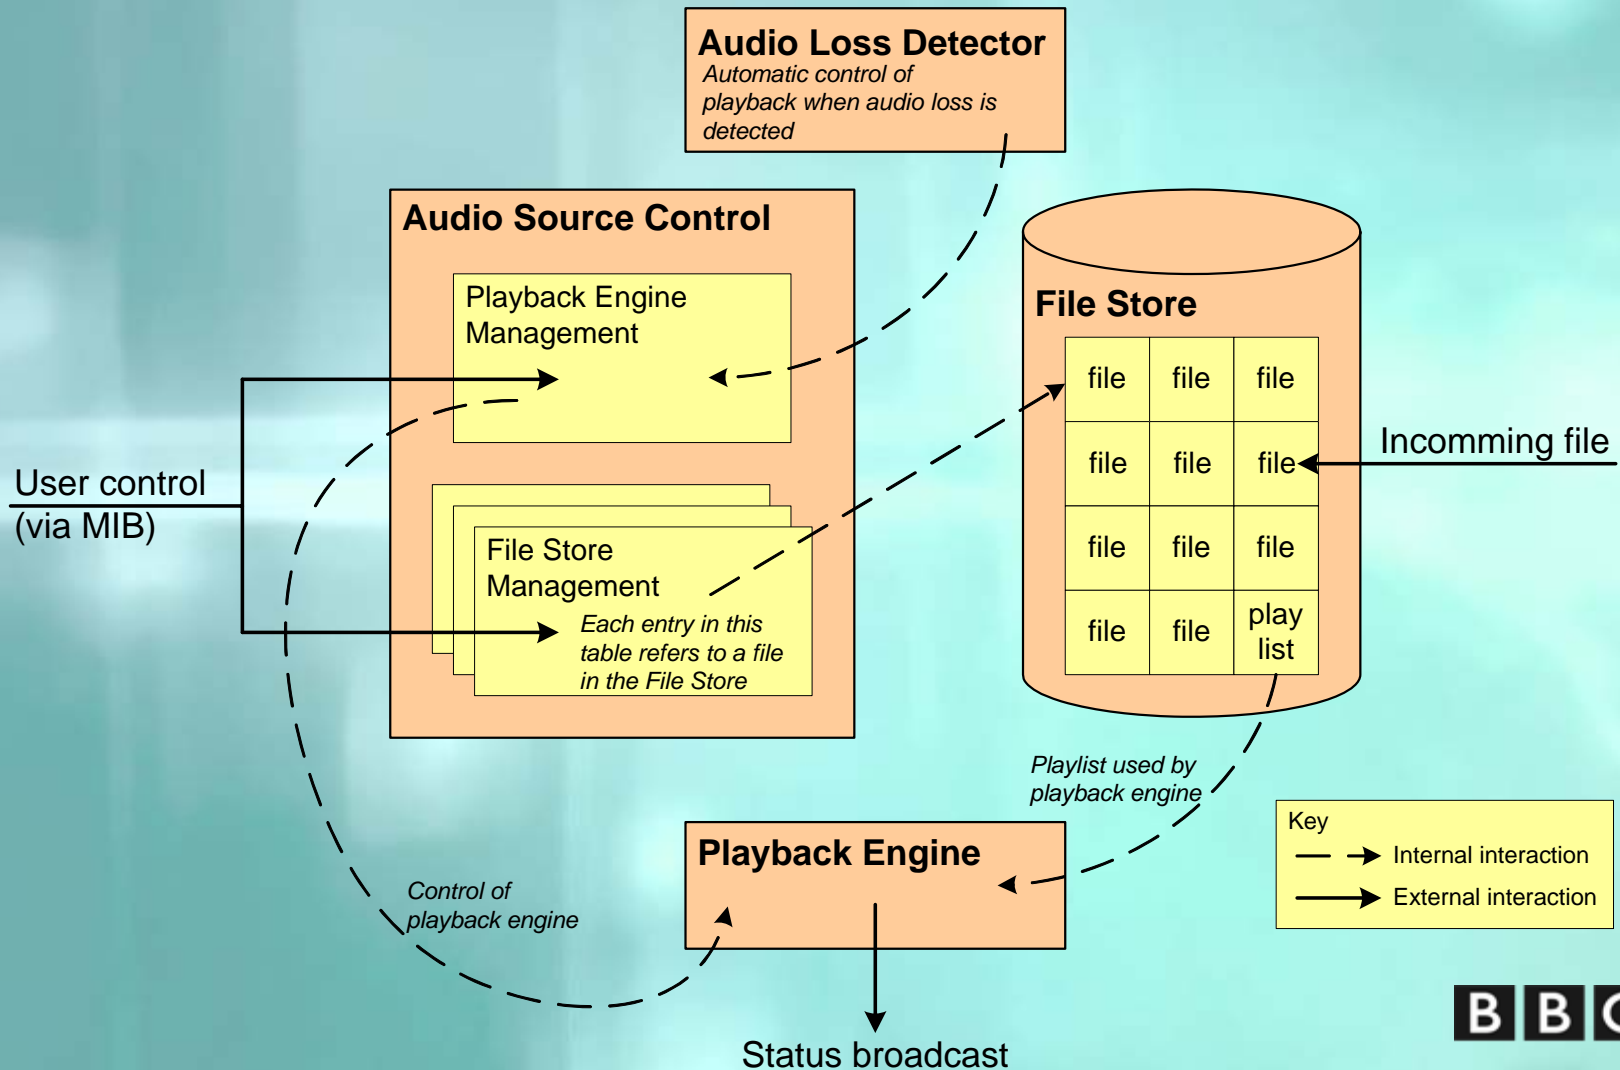 Audio Loss Detector
Automatic control of
playback when audio loss is
detected
Audio Source Control
Playback Engine
Management
File Store
Management
Each entry in this
table refers to a file
in the File Store
User control
(via MIB)
File Store
file file file
file file file
file file file
file file play
list
Incomming file
Playlist used by
playback engine
Playback Engine
Control of
playback engine
Status broadcast
Key
Internal interaction
External interaction
BBC